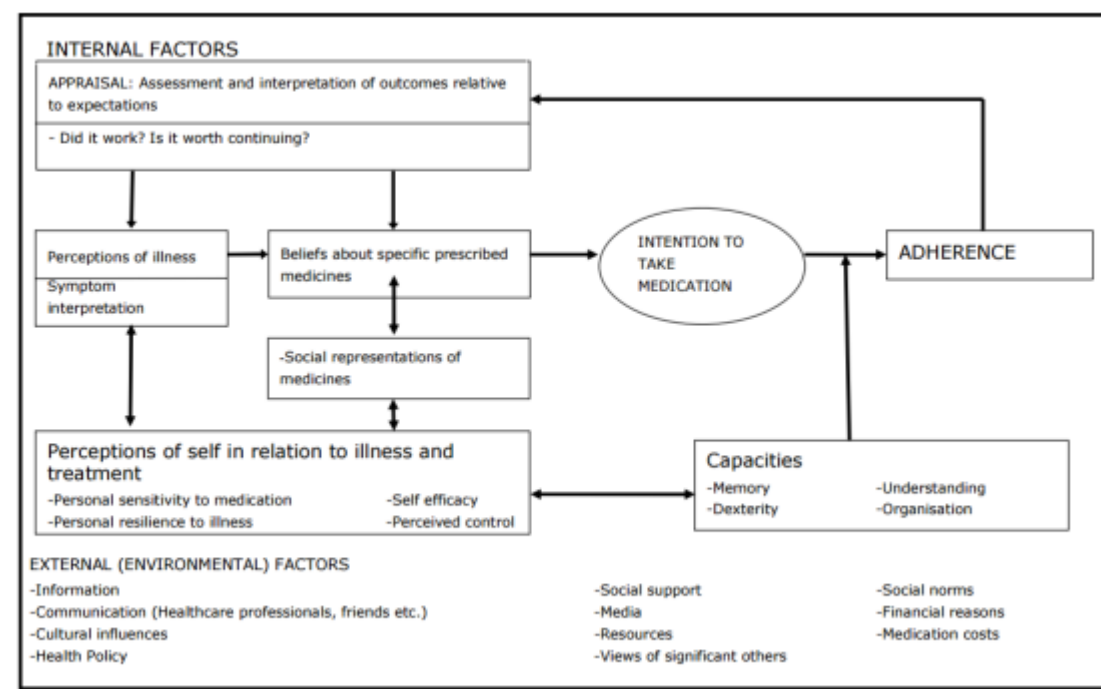 INTERNAL FACTORS
APPRAISAL: Assessment and interpretation of outcomes relative
to expectations
- Did it work? Is it worth continuing?
Perceptions of illness
Symptom
interpretation
Beliefs about specific prescribed
medicines
INTENTION TO
TAKE
MEDICATION
ADHERENCE
-Social representations of
medicines
Perceptions of self in relation to illness and
treatment
-Personal sensitivity to medication
-Self efficacy
-Personal resilience to illness
-Perceived control
Capacities
-Memory
-Understanding
-Dexterity
-Organisation
EXTERNAL (ENVIRONMENTAL) FACTORS
-Information
-Communication (Healthcare professionals, friends etc.)
-Cultural influences
-Health Policy
-Social support
-Media
-Resources
-Views of significant others
-Social norms
-Financial reasons
-Medication costs